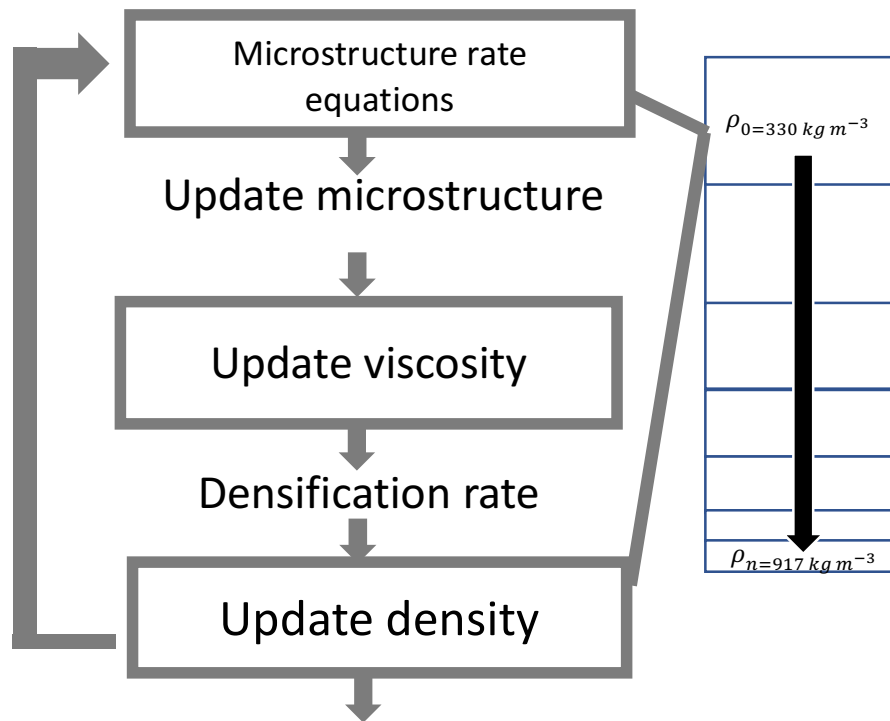 Microstructure rate
equations
Update microstructure
Update viscosity
Densification rate
Update density
ρ₀₌₃₃₀ kg m⁻³
ρₙ₌₉₁₇ kg m⁻³